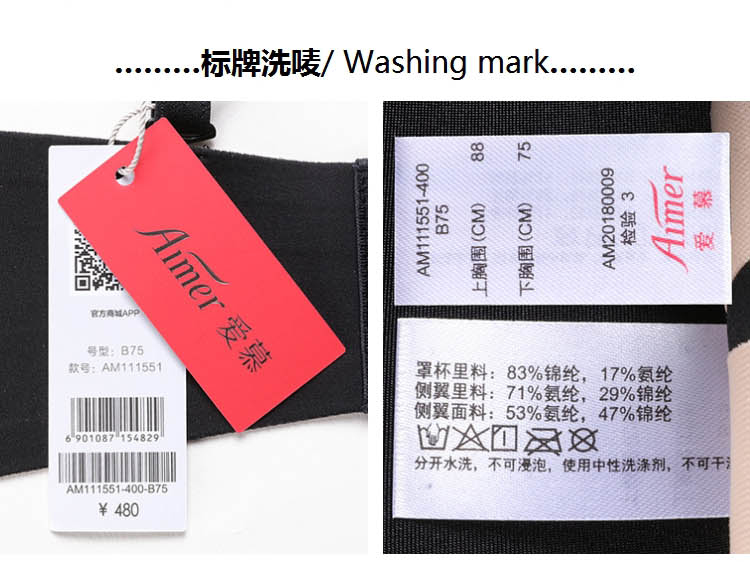 ………标牌洗唛/ Washing mark………
Aimer 爱慕
官方商城APP
号型：B75
款号：AM111551
6 901087 154829
AM111551-400-B75
¥ 480
AM111551-400
B75
上胸围(CM) 88
下胸围(CM) 75
AM20180009
检验 3
Aimer
爱慕
罩杯里料：83%锦纶，17%氨纶
侧翼里料：71%氨纶，29%锦纶
侧翼面料：53%氨纶，47%锦纶
分开水洗，不可浸泡，使用中性洗涤剂，不可干